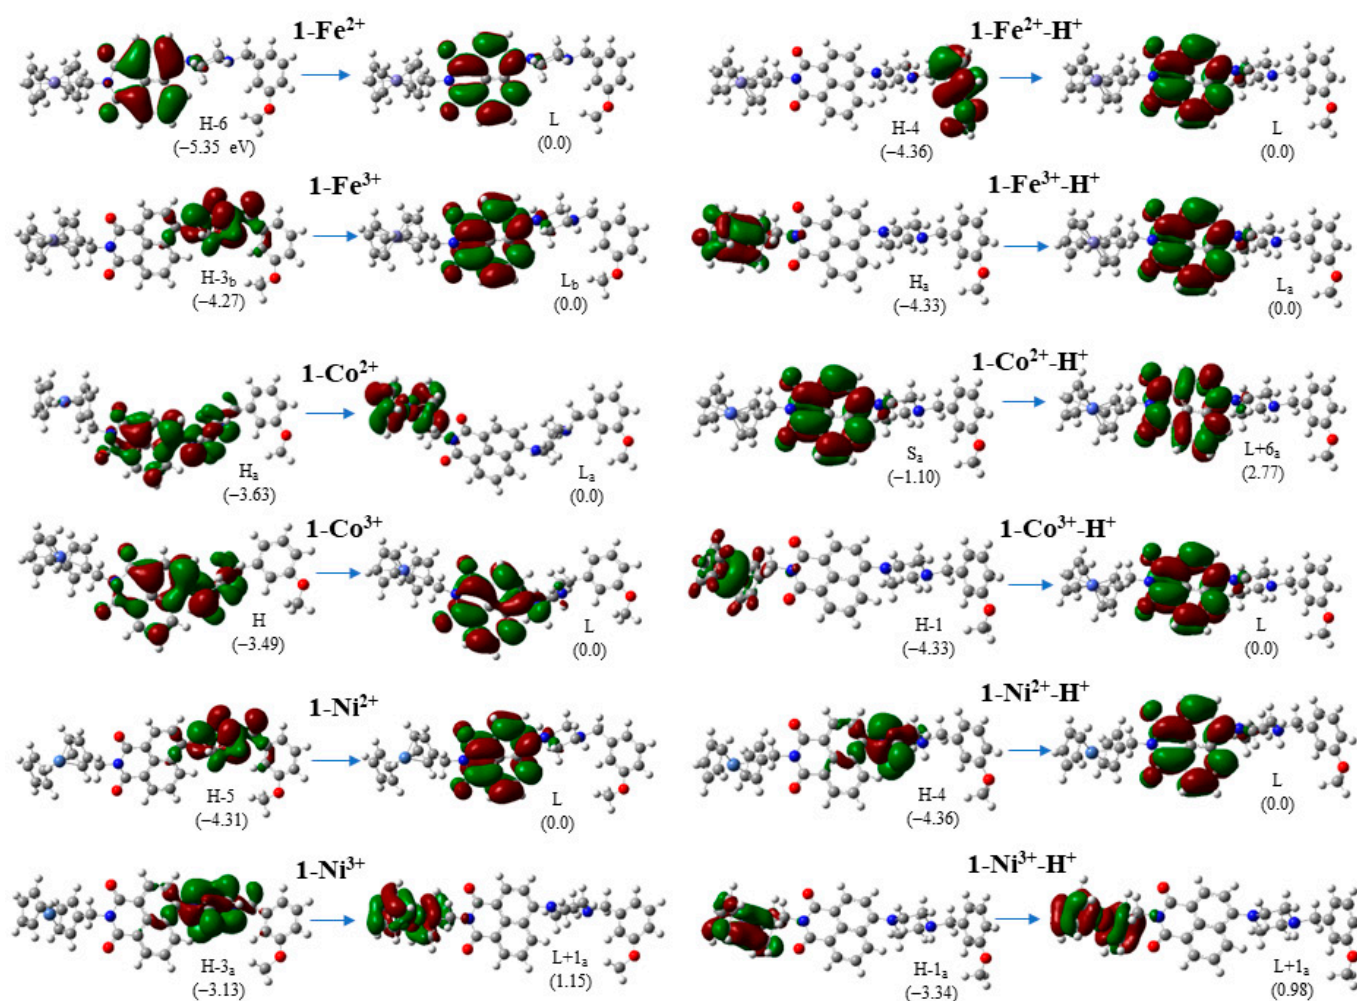 1-Fe²⁺
H-6
(−5.35 eV)
L
(0.0)
1-Fe²⁺-H⁺
H-4
(−4.36)
L
(0.0)
1-Fe³⁺
H-3b
(−4.27)
Lb
(0.0)
1-Fe³⁺-H⁺
Ha
(−4.33)
La
(0.0)
1-Co²⁺
Ha
(−3.63)
La
(0.0)
1-Co²⁺-H⁺
Sa
(−1.10)
L+6a
(2.77)
1-Co³⁺
H
(−3.49)
L
(0.0)
1-Co³⁺-H⁺
H-1
(−4.33)
L
(0.0)
1-Ni²⁺
H-5
(−4.31)
L
(0.0)
1-Ni²⁺-H⁺
H-4
(−4.36)
L
(0.0)
1-Ni³⁺
H-3a
(−3.13)
L+1a
(1.15)
1-Ni³⁺-H⁺
H-1a
(−3.34)
L+1a
(0.98)